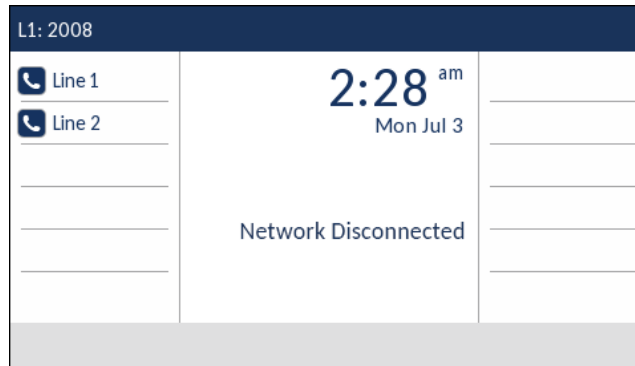 L1: 2008
Line 1
Line 2
2:28 am
Mon Jul 3
Network Disconnected